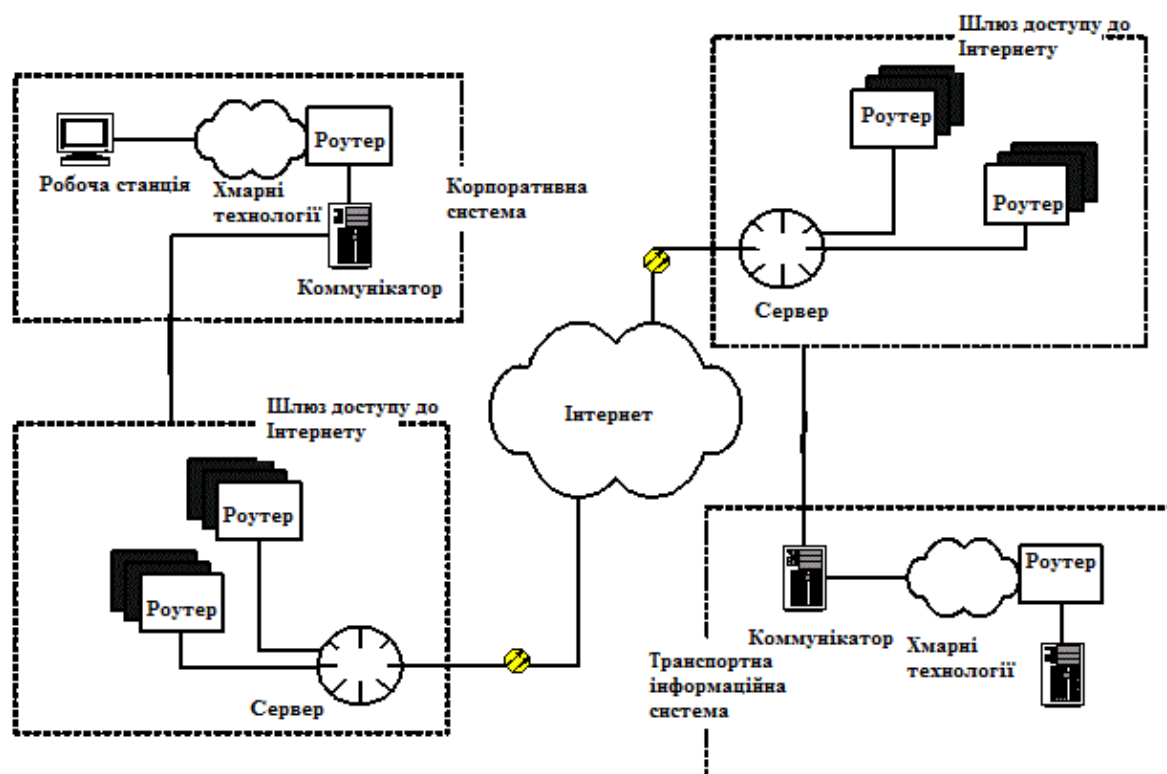 Шлюз доступу до
Інтернету
Роутер
Роутер
Сервер
Роутер
Робоча станція
Хмарні
технології
Корпоративна
система
Коммунікатор
Інтернет
Шлюз доступу до
Інтернету
Роутер
Роутер
Сервер
Роутер
Коммунікатор
Хмарні
технології
Транспортна
інформаційна
система